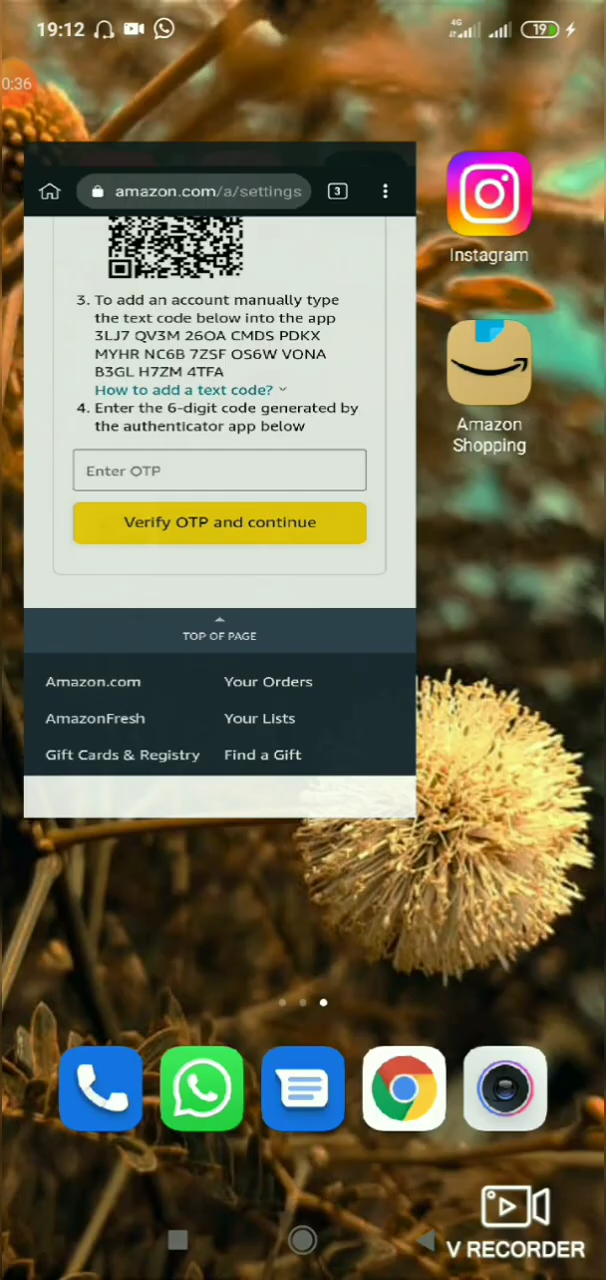 19:12
4G
19
0:36
amazon.com/a/settings
3
3. To add an account manually type
the text code below into the app
3LJ7 QV3M 26OA CMDS PDKX
MYHR NC6B 7ZSF OS6W VONA
B3GL H7ZM 4TFA
How to add a text code?
4. Enter the 6-digit code generated by
the authenticator app below
Enter OTP
Verify OTP and continue
TOP OF PAGE
Amazon.com
Your Orders
AmazonFresh
Your Lists
Gift Cards & Registry
Find a Gift
Instagram
Amazon
Shopping
V RECORDER